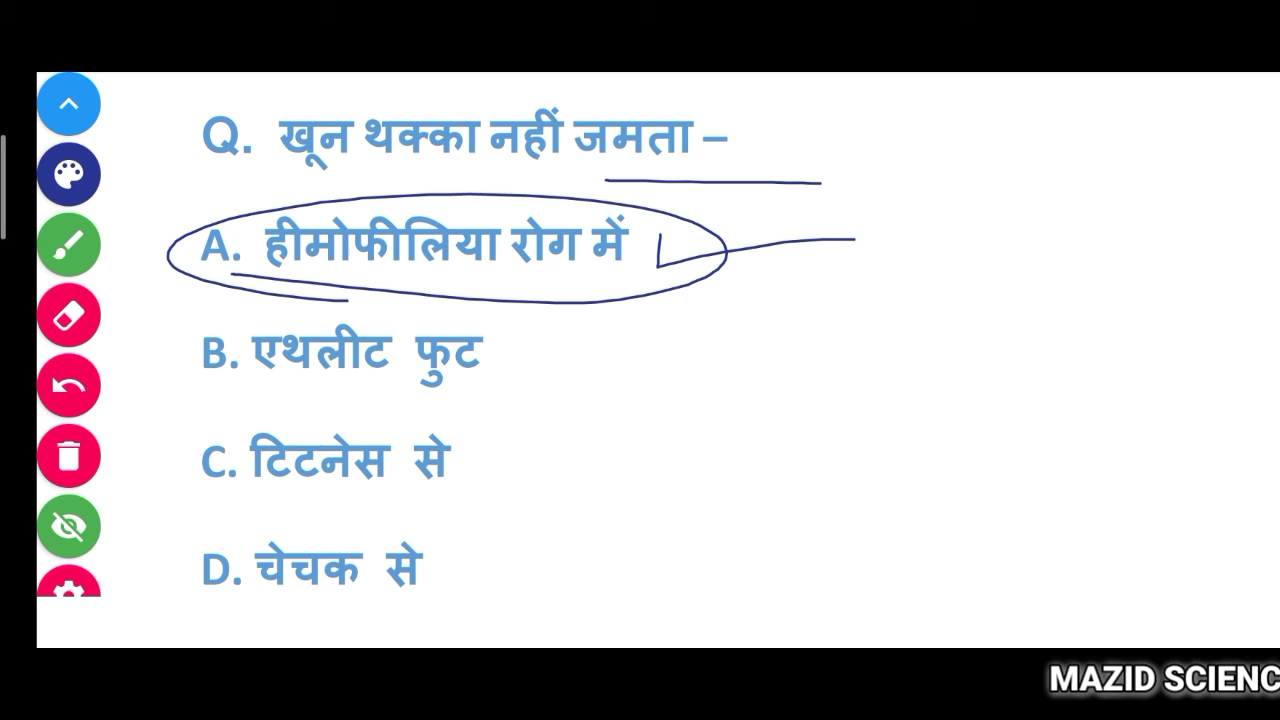 Q. खून थक्का नहीं जमता –
A. हीमोफीलिया रोग में
B. एथलीट फुट
C. टिटनेस से
D. चेचक से
MAZID SCIENC